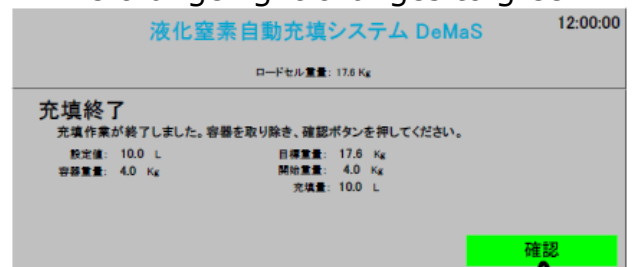 液化窒素自動充填システム DeMaS 12:00:00
ロードセル重量: 17.6 Kg
充填終了
充填作業が終了しました。容器を取り除き、確認ボタンを押してください。
設定値: 10.0 L 目標重量: 17.6 Kg
容器重量: 4.0 Kg 開始重量: 4.0 Kg
充填量: 10.0 L
確認